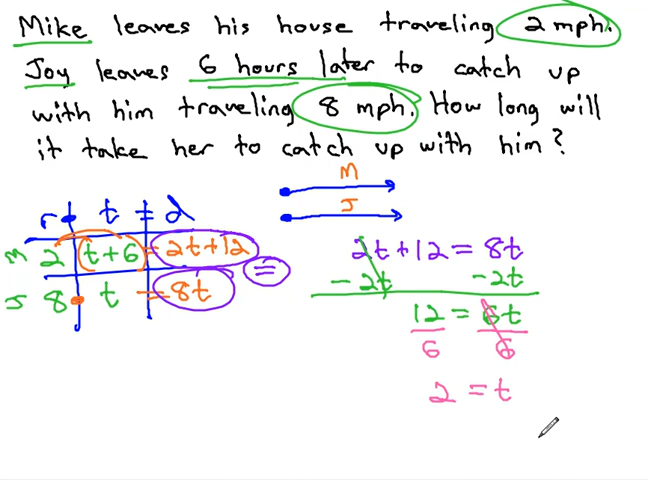 Mike leaves his house traveling 2 mph.
Joy leaves 6 hours later to catch up
with him traveling 8 mph. How long will
it take her to catch up with him?
M
J
r • t = d
M 2 (t+6) = 2t+12
=
J 8 • t = 8t
2t+12 = 8t
-2t -2t
12 = 6t
6 6
2 = t